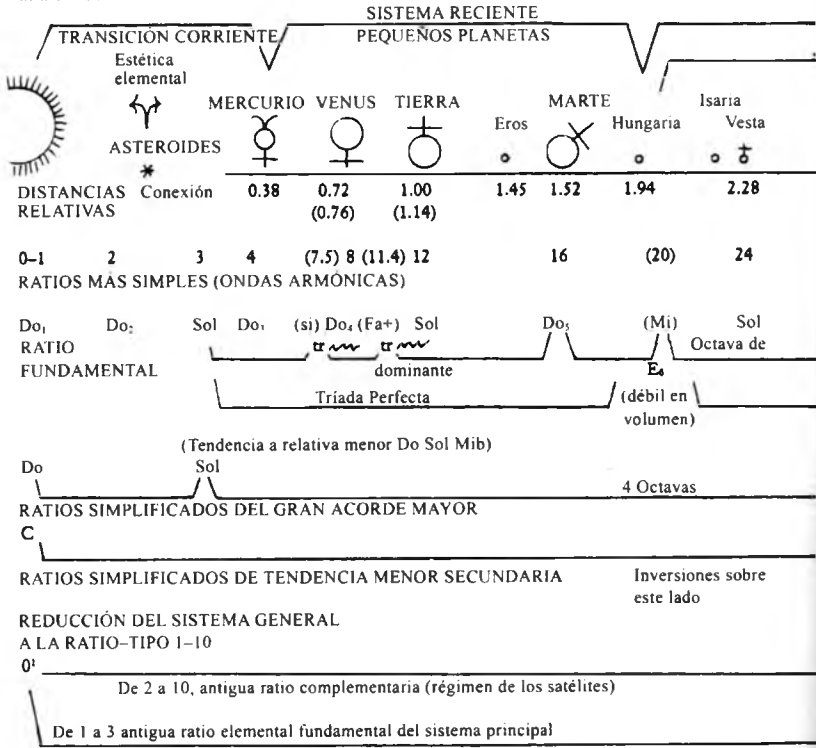 SISTEMA RECIENTE
TRANSICIÓN CORRIENTE PEQUEÑOS PLANETAS
Estética
elemental
MERCURIO VENUS TIERRA MARTE Isaria
Eros Hungaria Vesta
ASTEROIDES
DISTANCIAS Conexión 0.38 0.72 1.00 1.45 1.52 1.94 2.28
RELATIVAS (0.76) (1.14)
0–1 2 3 4 (7.5) 8 (11.4) 12 16 (20) 24
RATIOS MÁS SIMPLES (ONDAS ARMÓNICAS)
Do₁ Do₂ Sol Do₃ (si) Do₄ (Fa+) Sol Do₅ (Mi) Sol
RATIO tr tr Octava de
FUNDAMENTAL dominante E₆
Tríada Perfecta (débil en
volumen)
(Tendencia a relativa menor Do Sol Mib)
Do Sol
4 Octavas
RATIOS SIMPLIFICADOS DEL GRAN ACORDE MAYOR
C
RATIOS SIMPLIFICADOS DE TENDENCIA MENOR SECUNDARIA Inversiones sobre
este lado
REDUCCIÓN DEL SISTEMA GENERAL
A LA RATIO–TIPO 1–10
De 2 a 10, antigua ratio complementaria (régimen de los satélites)
De 1 a 3 antigua ratio elemental fundamental del sistema principal